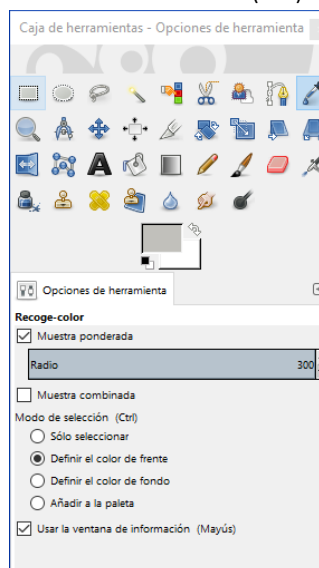 Caja de herramientas - Opciones de herramienta
Opciones de herramienta
Recoge-color
Muestra ponderada
Radio 300
Muestra combinada
Modo de selección (Ctrl)
Sólo seleccionar
Definir el color de frente
Definir el color de fondo
Añadir a la paleta
Usar la ventana de información (Mayús)